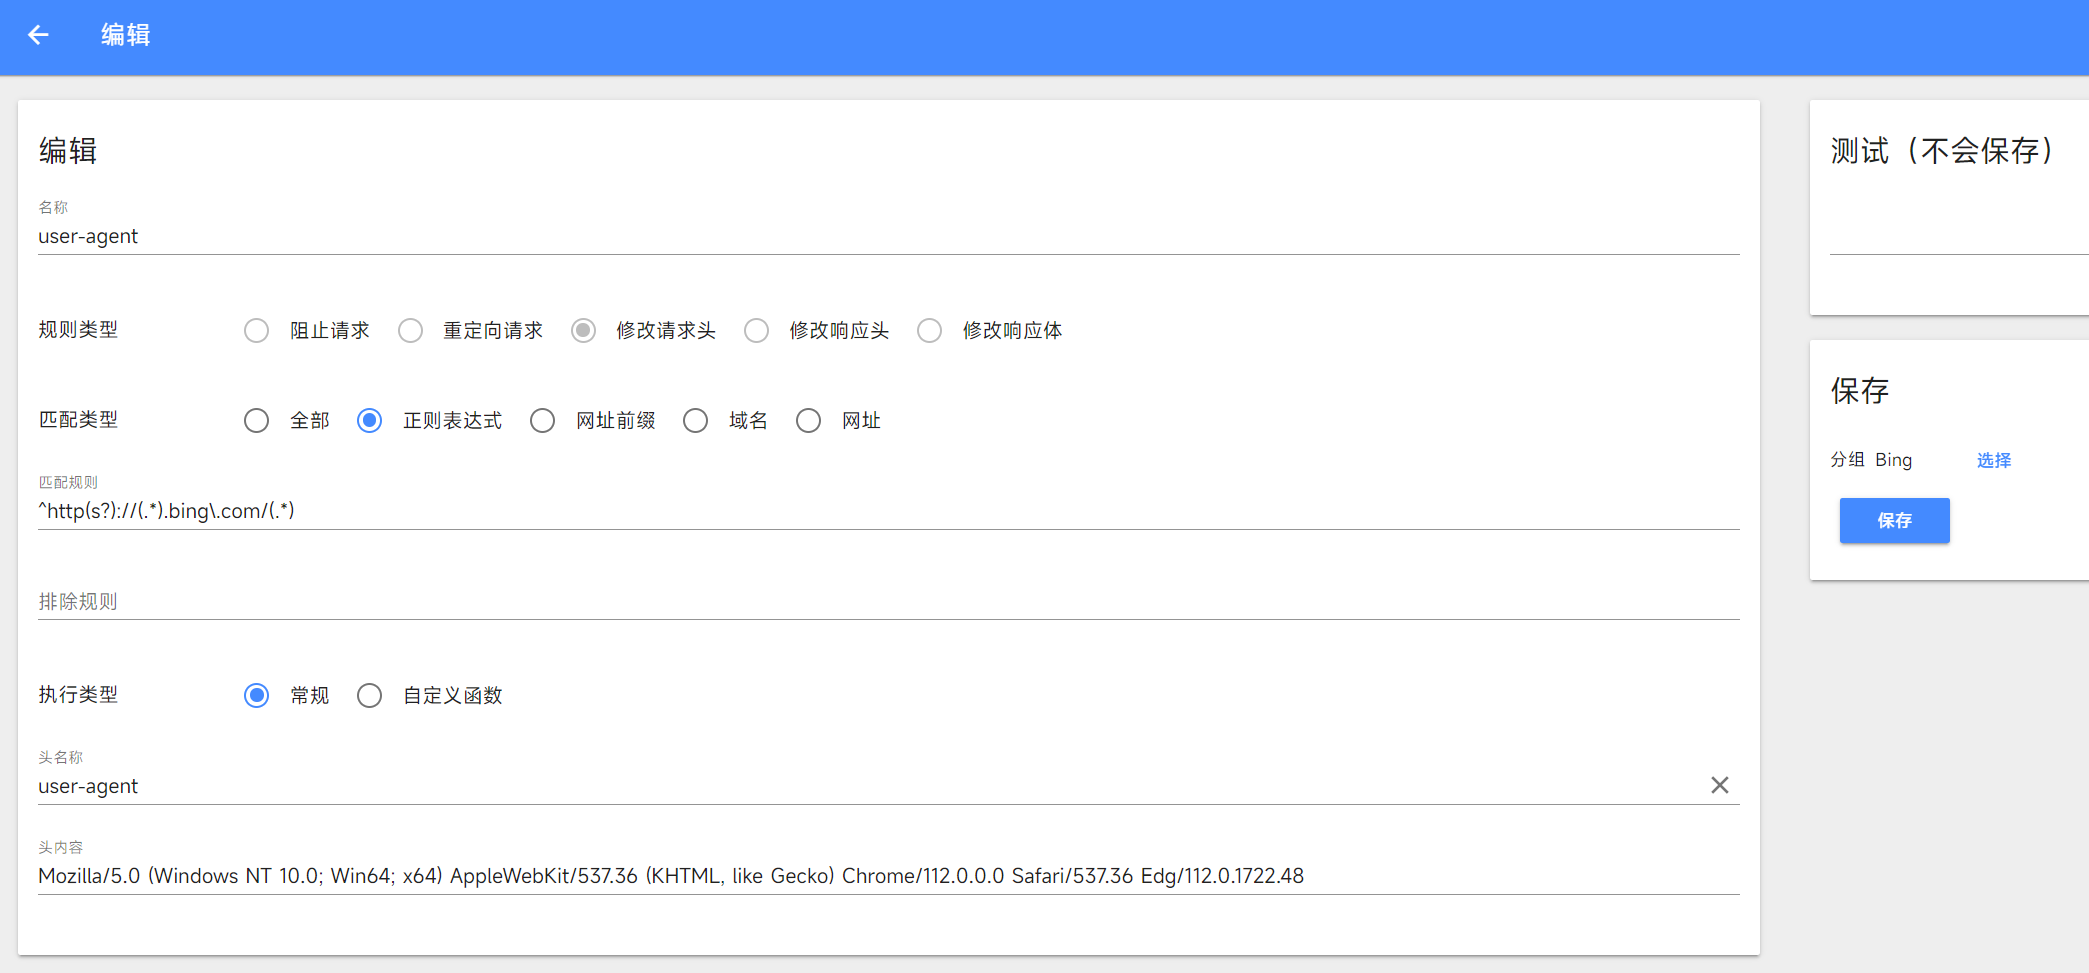 编辑
编辑
名称
user-agent
规则类型 阻止请求 重定向请求 修改请求头 修改响应头 修改响应体
匹配类型 全部 正则表达式 网址前缀 域名 网址
匹配规则
^http(s?)://(.*).bing\.com/(.*)
排除规则
执行类型 常规 自定义函数
头名称
user-agent
头内容
Mozilla/5.0 (Windows NT 10.0; Win64; x64) AppleWebKit/537.36 (KHTML, like Gecko) Chrome/112.0.0.0 Safari/537.36 Edg/112.0.1722.48
测试（不会保存）
保存
分组 Bing 选择
保存